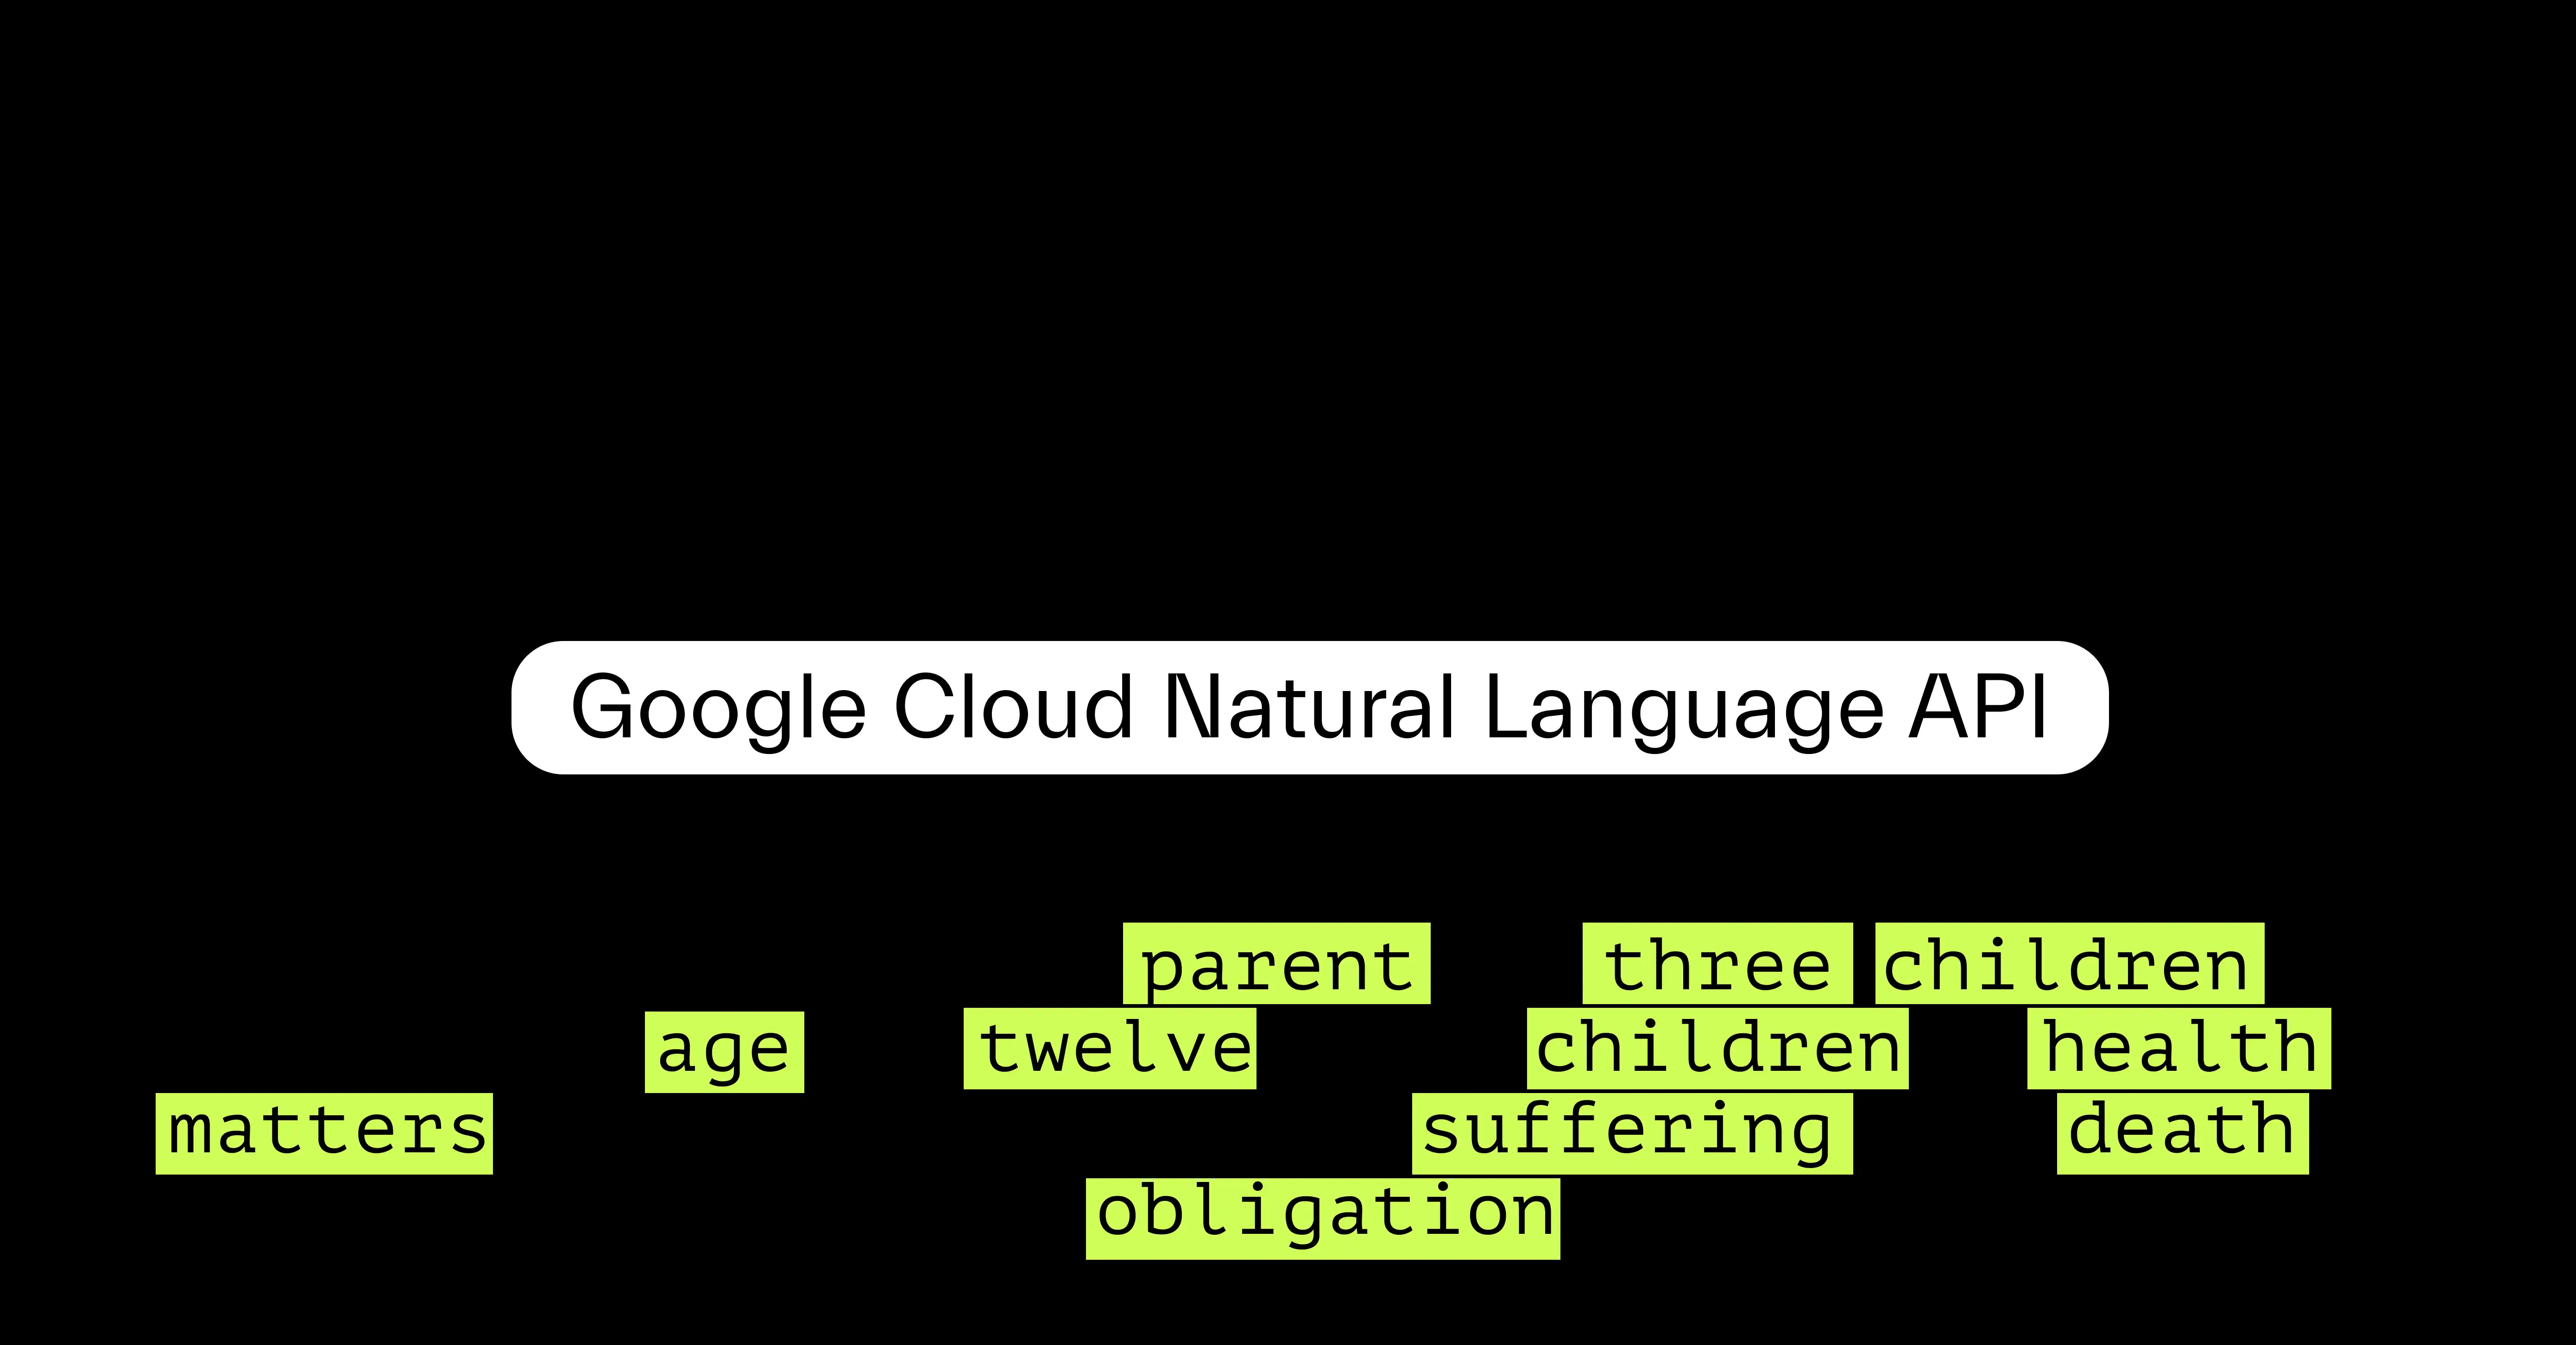 Google Cloud Natural Language API
parent three children
age twelve children health
matters suffering death
obligation